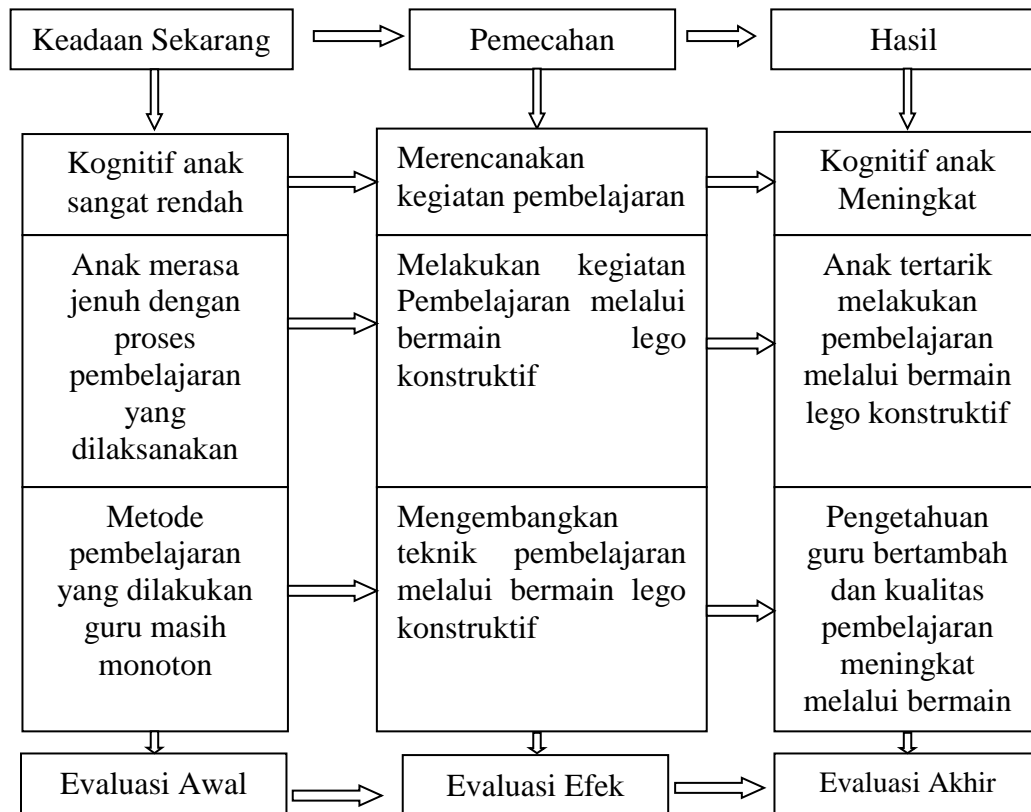 Keadaan Sekarang
Pemecahan
Hasil
Kognitif anak
sangat rendah
Merencanakan
kegiatan pembelajaran
Kognitif anak
Meningkat
Anak merasa
jenuh dengan
proses
pembelajaran
yang
dilaksanakan
Melakukan kegiatan
Pembelajaran melalui
bermain lego
konstruktif
Anak tertarik
melakukan
pembelajaran
melalui bermain
lego konstruktif
Metode
pembelajaran
yang dilakukan
guru masih
monoton
Mengembangkan
teknik pembelajaran
melalui bermain lego
konstruktif
Pengetahuan
guru bertambah
dan kualitas
pembelajaran
meningkat
melalui bermain
Evaluasi Awal
Evaluasi Efek
Evaluasi Akhir